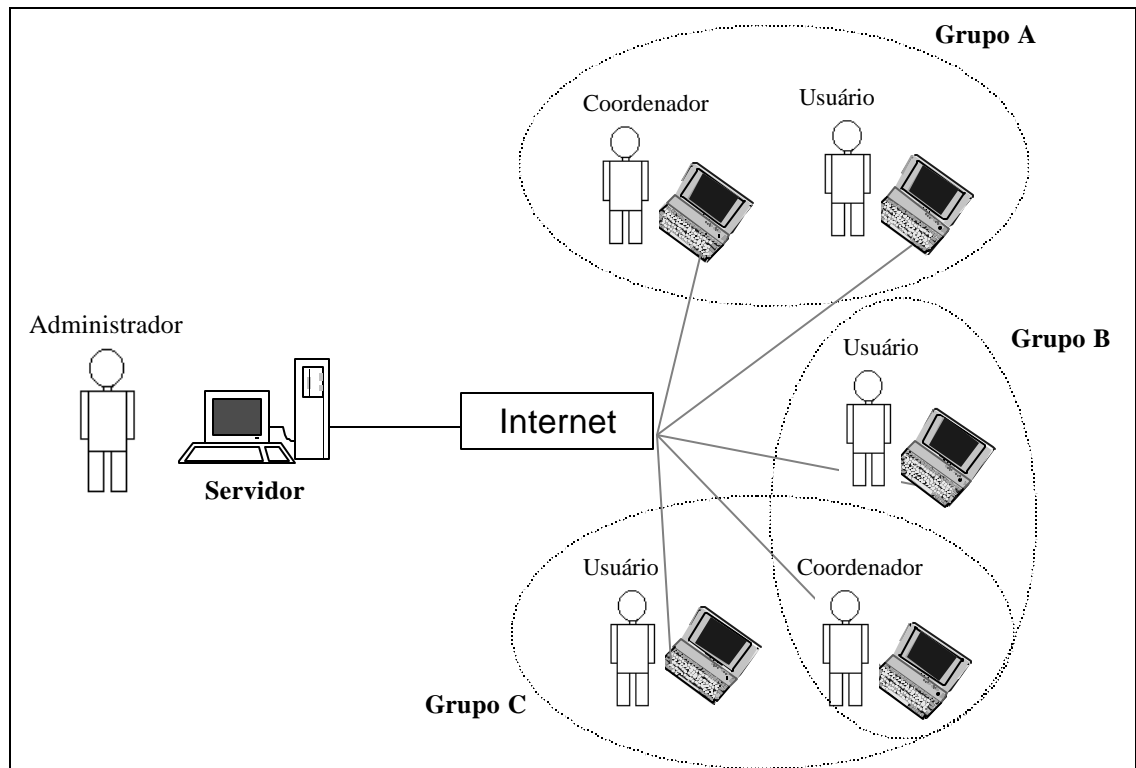 Grupo A
Coordenador
Usuário
Administrador
Usuário
Grupo B
Internet
Servidor
Usuário
Coordenador
Grupo C